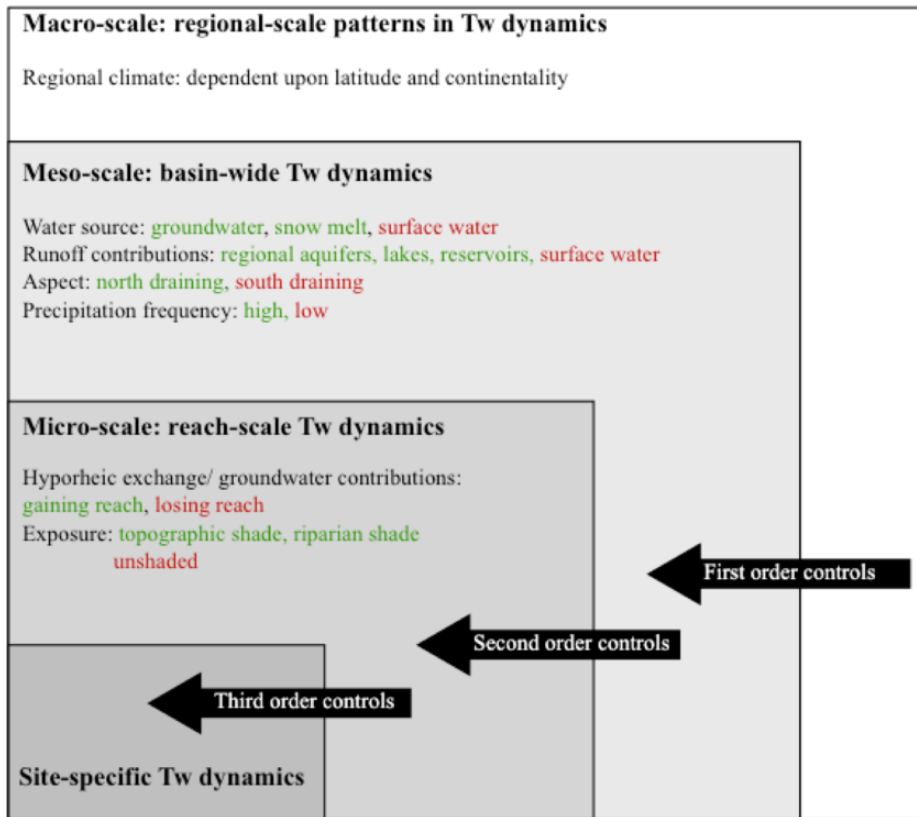 Macro-scale: regional-scale patterns in Tw dynamics
Regional climate: dependent upon latitude and continentality
Meso-scale: basin-wide Tw dynamics
Water source: groundwater, snow melt, surface water
Runoff contributions: regional aquifers, lakes, reservoirs, surface water
Aspect: north draining, south draining
Precipitation frequency: high, low
Micro-scale: reach-scale Tw dynamics
Hyporheic exchange/ groundwater contributions:
gaining reach, losing reach
Exposure: topographic shade, riparian shade
unshaded
First order controls
Second order controls
Third order controls
Site-specific Tw dynamics